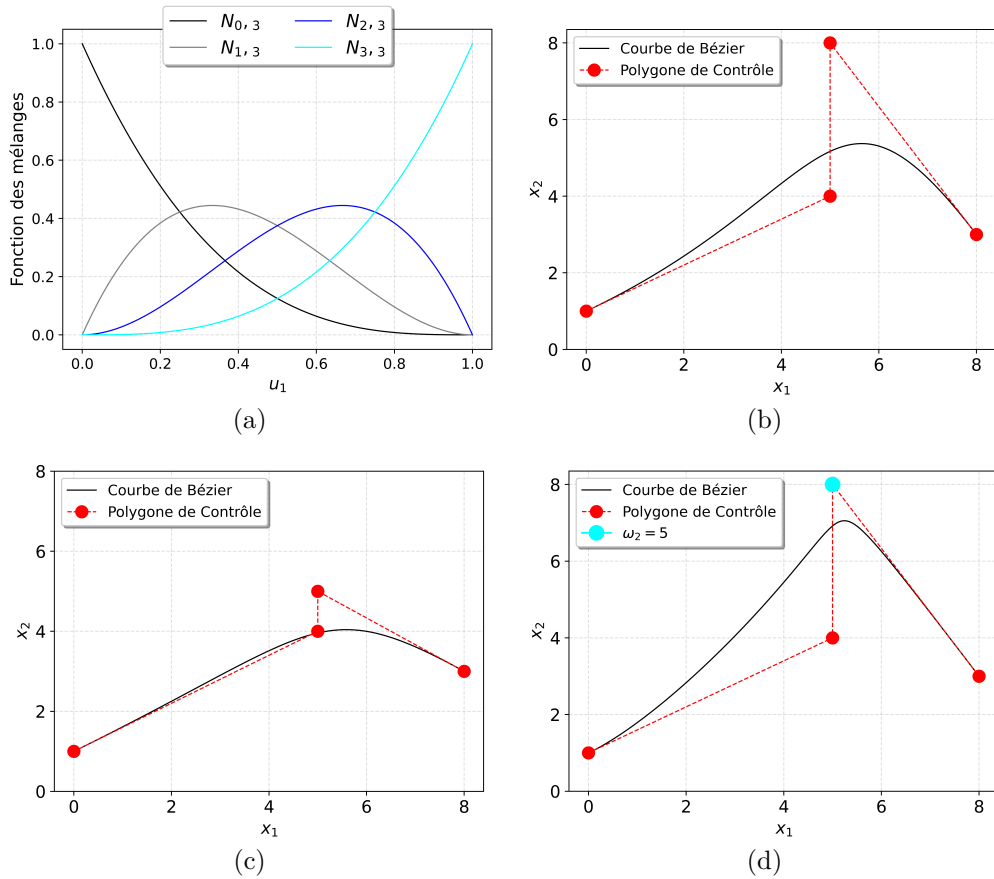 N0,3
N1,3
N2,3
N3,3
Fonction des mélanges
1.0
0.8
0.6
0.4
0.2
0.0
0.0 0.2 0.4 0.6 0.8 1.0
u1
(a)
Courbe de Bézier
Polygone de Contrôle
x2
8
6
4
2
0
0 2 4 6 8
x1
(b)
Courbe de Bézier
Polygone de Contrôle
x2
8
6
4
2
0
0 2 4 6 8
x1
(c)
Courbe de Bézier
Polygone de Contrôle
ω2 = 5
x2
8
6
4
2
0
0 2 4 6 8
x1
(d)